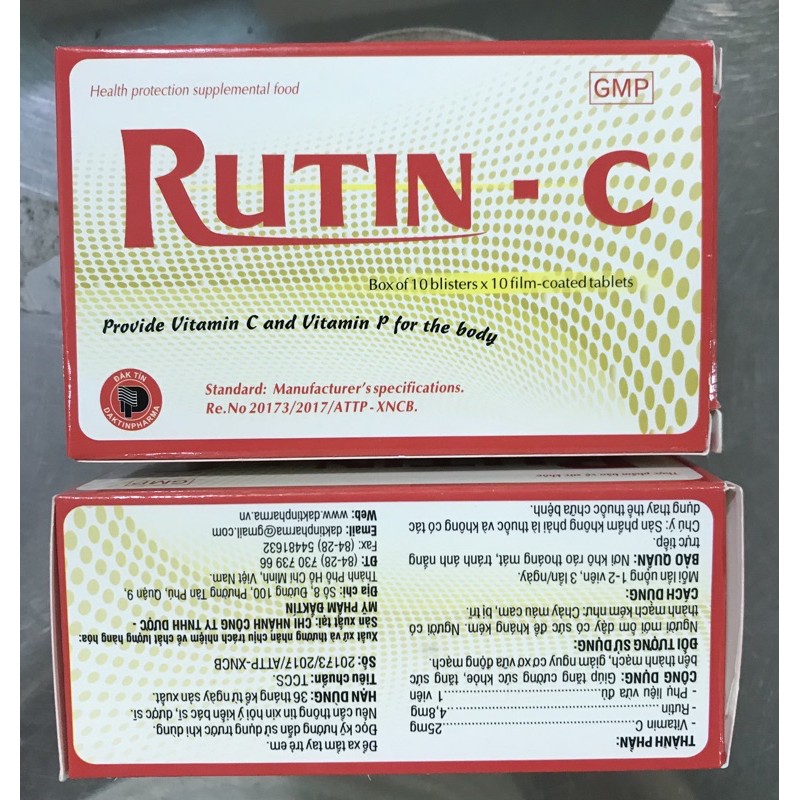 Health protection supplemental food
GMP
RUTIN - C
Box of 10 blisters x 10 film-coated tablets
Provide Vitamin C and Vitamin P for the body
ĐĂK TÍN
DAKTINPHARMA
Standard: Manufacturer's specifications.
Re.No 20173/2017/ATTP - XNCB.
THÀNH PHẦN:
- Vitamin C............................25mg
- Rutin............................4,8mg
- Phụ liệu vừa đủ............................1 viên
CÔNG DỤNG: Giúp tăng cường sức khỏe, tăng sức
bền thành mạch, giảm nguy cơ xơ vữa động mạch.
ĐỐI TƯỢNG SỬ DỤNG:
Người mới ốm dậy có sức đề kháng kém. Người có
thành mạch kém như: Chảy máu cam, bị trĩ.
CÁCH DÙNG:
Mỗi lần uống 1-2 viên, 3 lần/ngày.
BẢO QUẢN: Nơi khô ráo thoáng mát, tránh ánh nắng
trực tiếp.
Chú ý: Sản phẩm không phải là thuốc và không có tác
dụng thay thế thuốc chữa bệnh.
Để xa tầm tay trẻ em.
Đọc kỹ hướng dẫn sử dụng trước khi dùng.
Nếu cần thông tin xin hỏi ý kiến bác sĩ, dược sĩ.
HẠN DÙNG: 36 tháng kể từ ngày sản xuất.
Tiêu chuẩn: TCCS.
Số: 20173/2017/ATTP-XNCB
Xuất xứ và thương nhân chịu trách nhiệm về chất lượng hàng hóa:
Sản xuất tại: CHI NHÁNH CÔNG TY TNHH DƯỢC -
MỸ PHẨM ĐĂKTÍN
Địa chỉ: Số 8, Đường 100, Phường Tân Phú, Quận 9,
Thành Phố Hồ Chí Minh, Việt Nam.
ĐT: (84-28) 730 739 66
Fax: (84-28) 54481632
Email: daktinpharma@gmail.com
Web: www.daktinpharma.vn
Thực phẩm bảo vệ sức khỏe
GMP